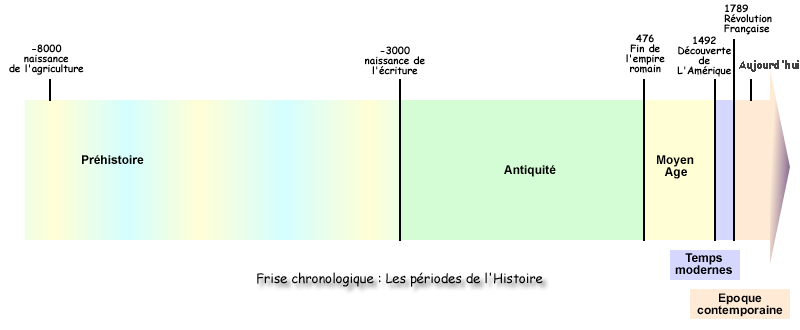 -8000
naissance
de l'agriculture
-3000
naissance de
l'écriture
476
Fin de
l'empire
romain
1492
Découverte
de
L'Amérique
1789
Révolution
Française
Aujourd'hui
Préhistoire
Antiquité
Moyen
Age
Temps
modernes
Epoque
contemporaine
Frise chronologique : Les périodes de l'Histoire